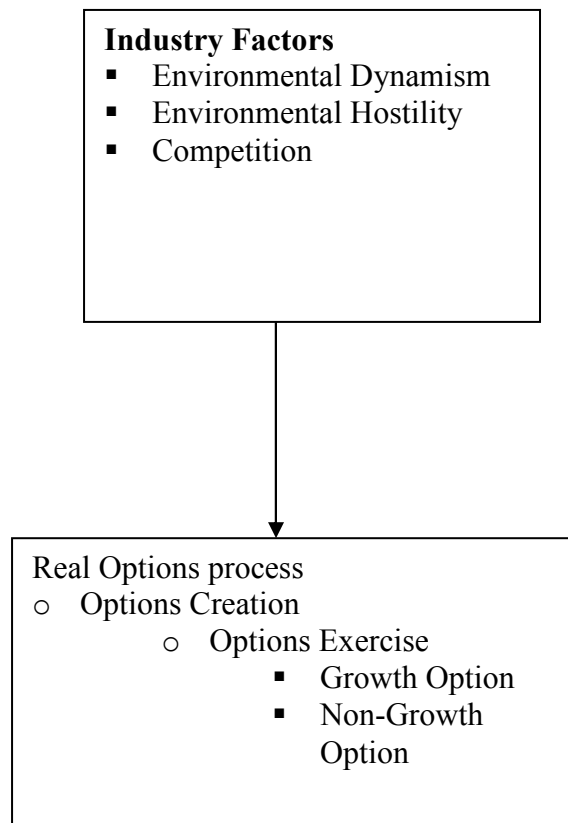 Industry Factors
▪ Environmental Dynamism
▪ Environmental Hostility
▪ Competition
Real Options process
o Options Creation
o Options Exercise
▪ Growth Option
▪ Non-Growth
Option